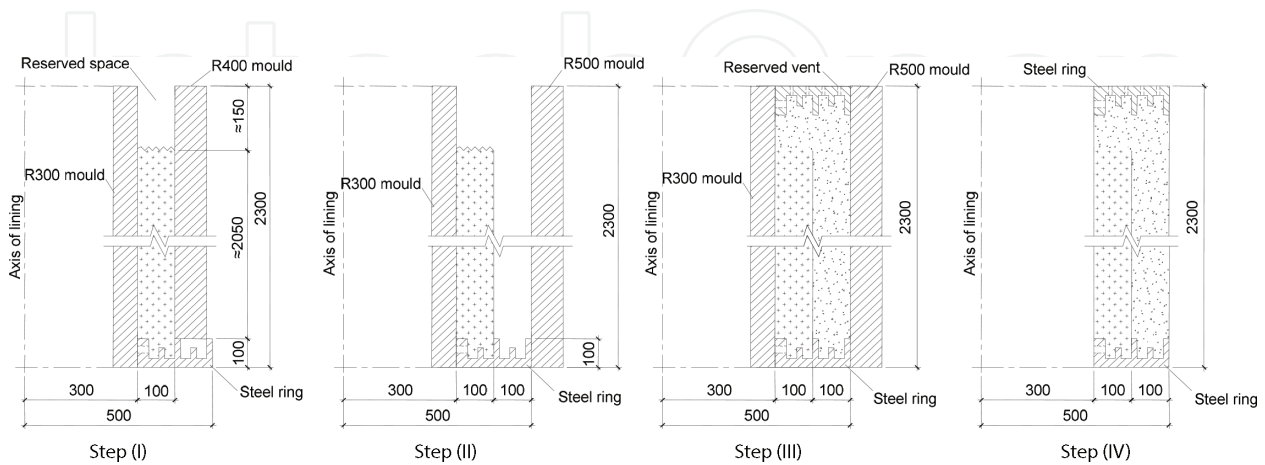 Reserved space
R400 mould
R300 mould
Axis of lining
≈150
≈2050
2300
100
300
100
500
Steel ring
Step (I)
R500 mould
R300 mould
Axis of lining
2300
100
300
100
100
500
Steel ring
Step (II)
Reserved vent
R500 mould
R300 mould
Axis of lining
2300
300
100
100
500
Steel ring
Step (III)
Steel ring
Axis of lining
2300
300
100
100
500
Steel ring
Step (IV)